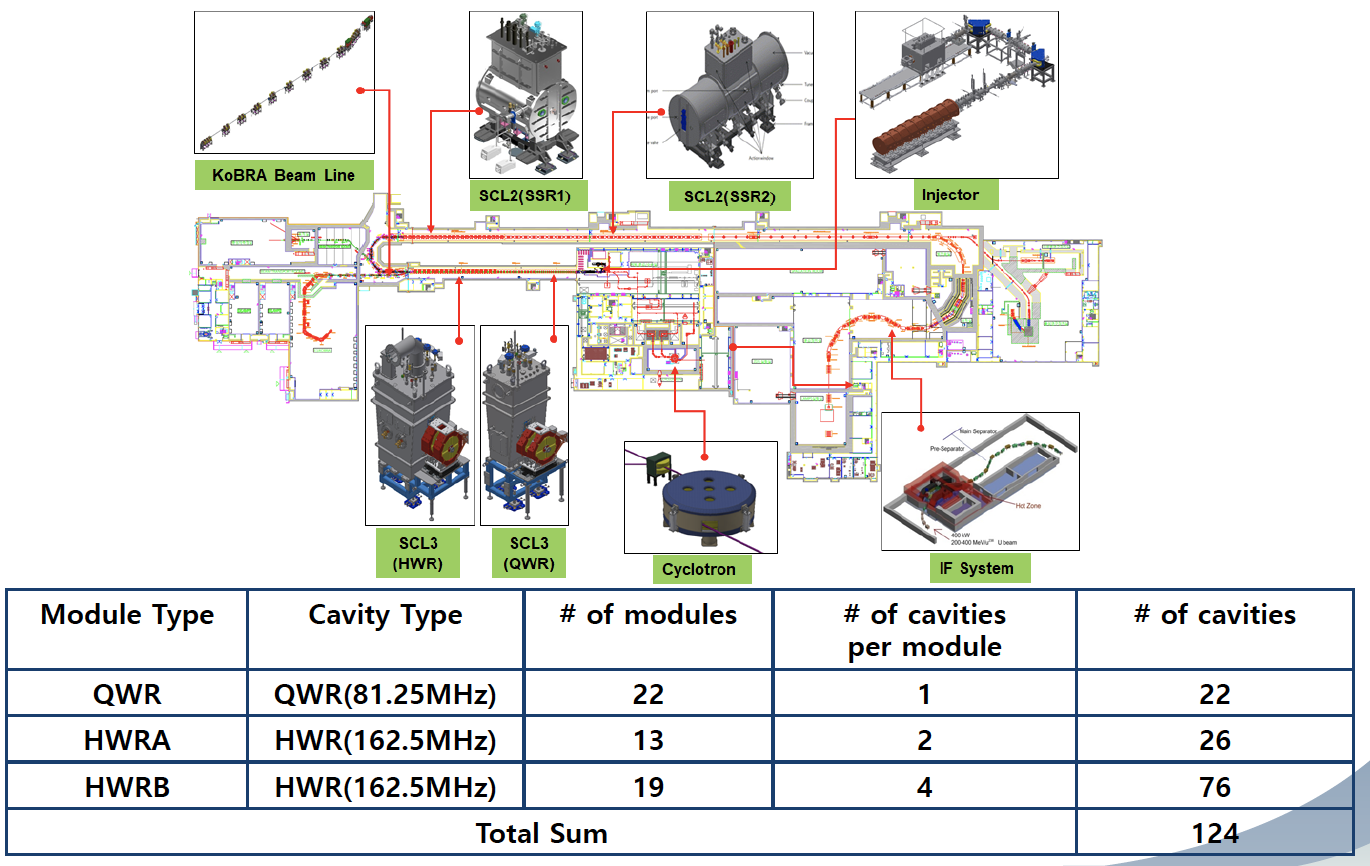 KoBRA Beam Line
SCL2(SSR1)
SCL2(SSR2)
Injector
SCL3
(HWR)
SCL3
(QWR)
Cyclotron
IF System
Main Separator
Pre-Separator
Hot Zone
400 kW
U beam
Module Type Cavity Type # of modules # of cavities per module # of cavities
QWR QWR(81.25MHz) 22 1 22
HWRA HWR(162.5MHz) 13 2 26
HWRB HWR(162.5MHz) 19 4 76
Total Sum 124